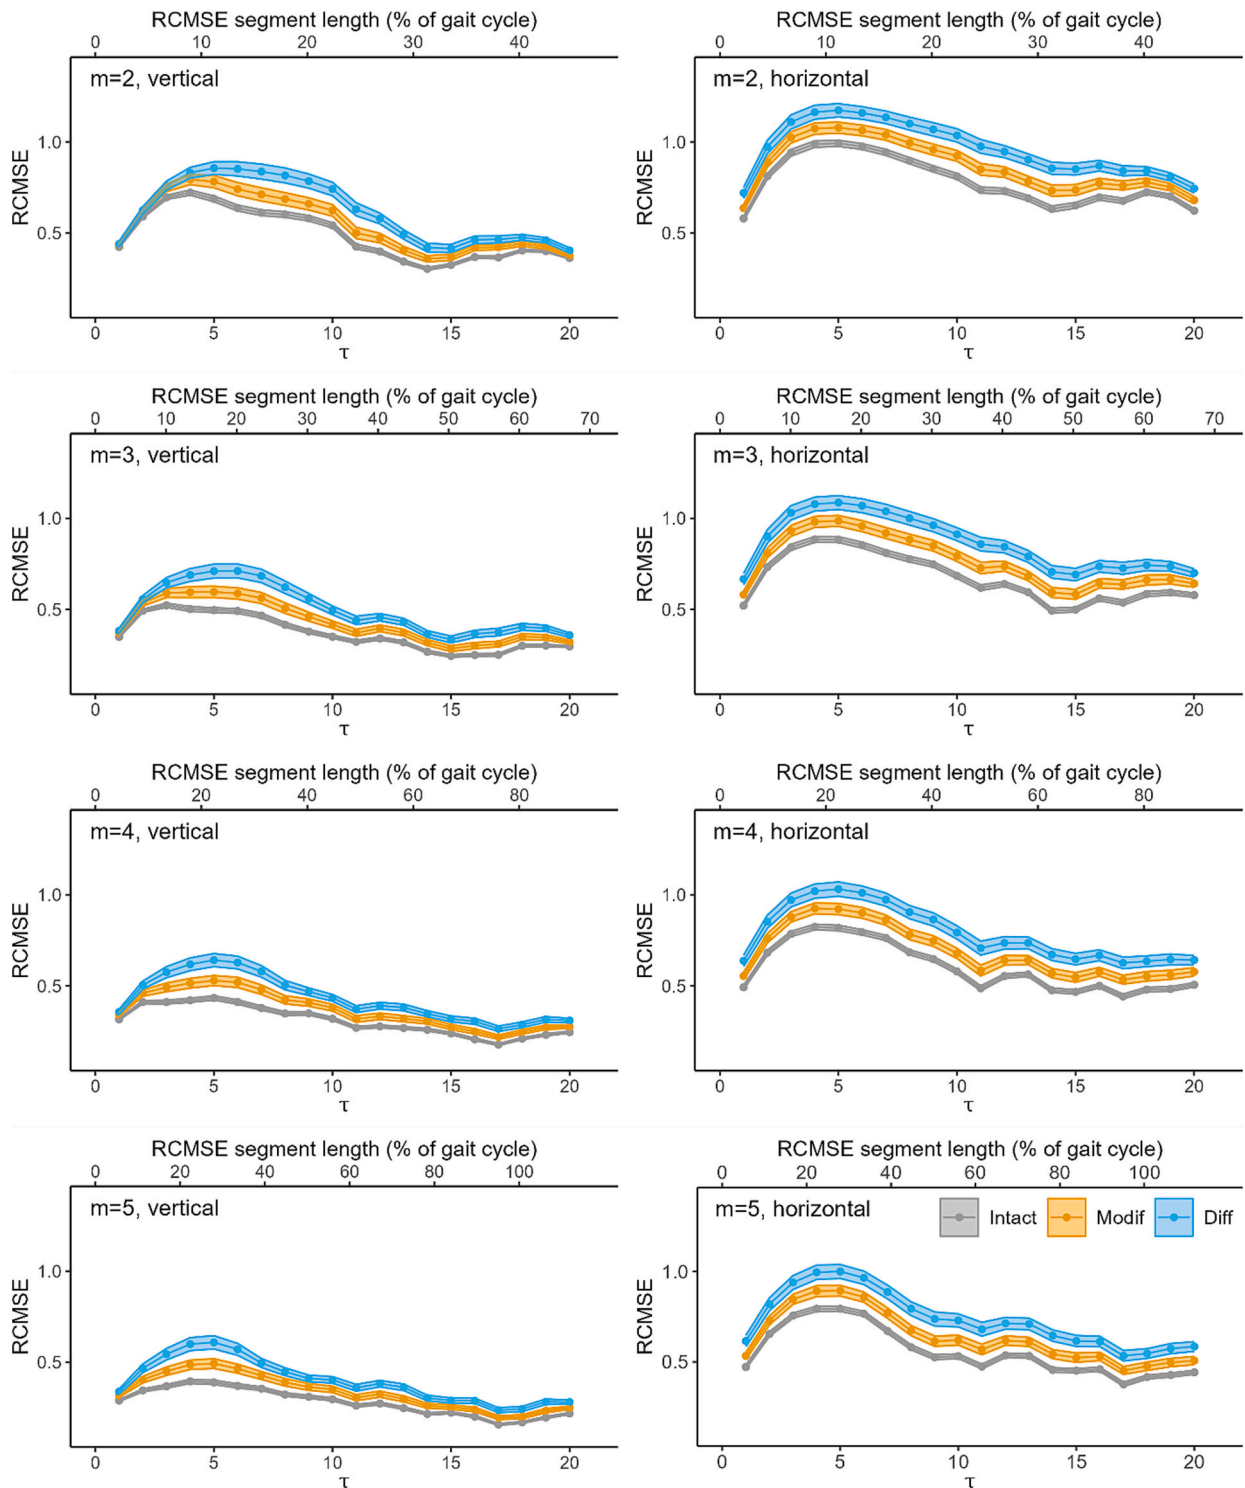 RCMSE segment length (% of gait cycle)
0 10 20 30 40
m=2, vertical
RCMSE
1.0
0.5
0 5 10 15 20
τ
RCMSE segment length (% of gait cycle)
0 10 20 30 40
m=2, horizontal
RCMSE
1.0
0.5
0 5 10 15 20
τ
RCMSE segment length (% of gait cycle)
0 10 20 30 40 50 60 70
m=3, vertical
RCMSE
1.0
0.5
0 5 10 15 20
τ
RCMSE segment length (% of gait cycle)
0 10 20 30 40 50 60 70
m=3, horizontal
RCMSE
1.0
0.5
0 5 10 15 20
τ
RCMSE segment length (% of gait cycle)
0 20 40 60 80
m=4, vertical
RCMSE
1.0
0.5
0 5 10 15 20
τ
RCMSE segment length (% of gait cycle)
0 20 40 60 80
m=4, horizontal
RCMSE
1.0
0.5
0 5 10 15 20
τ
RCMSE segment length (% of gait cycle)
0 20 40 60 80 100
m=5, vertical
RCMSE
1.0
0.5
0 5 10 15 20
τ
RCMSE segment length (% of gait cycle)
0 20 40 60 80 100
m=5, horizontal
Intact Modif Diff
RCMSE
1.0
0.5
0 5 10 15 20
τ